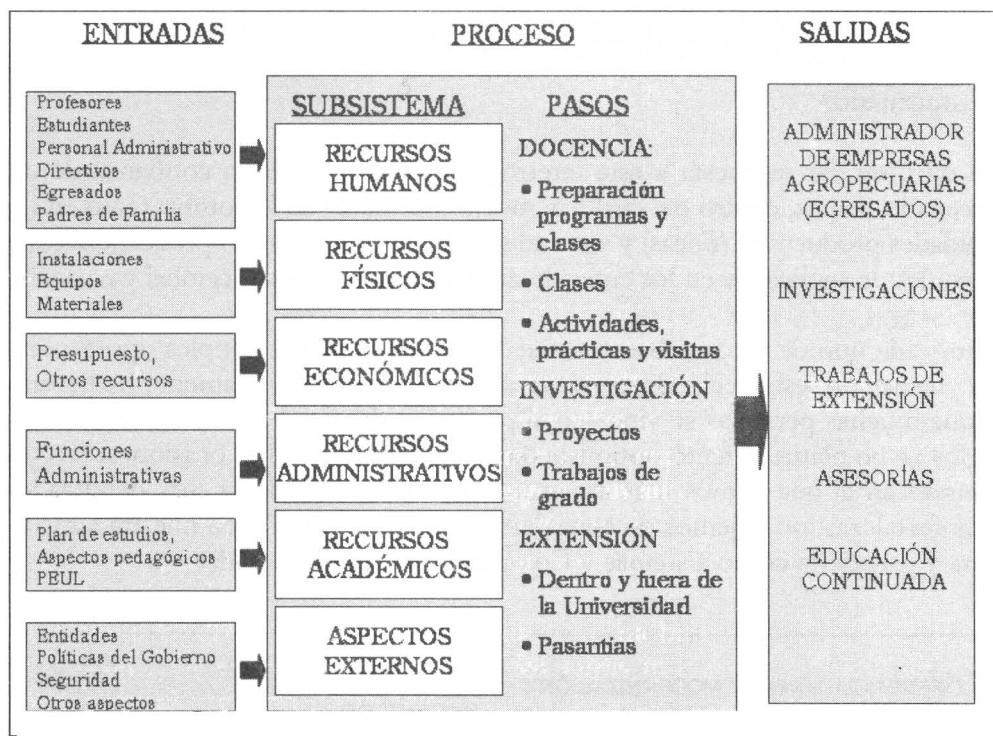 ENTRADAS
PROCESO
SALIDAS
Profesores
Estudiantes
Personal Administrativo
Directivos
Egresados
Padres de Familia
Instalaciones
Equipos
Materiales
Presupuesto,
Otros recursos
Funciones
Administrativas
Plan de estudios,
Aspectos pedagógicos
PEUL
Entidades
Políticas del Gobierno
Seguridad
Otros aspectos
SUBSISTEMA
RECURSOS
HUMANOS
RECURSOS
FÍSICOS
RECURSOS
ECONÓMICOS
RECURSOS
ADMINISTRATIVOS
RECURSOS
ACADÉMICOS
ASPECTOS
EXTERNOS
PASOS
DOCENCIA:
• Preparación
programas y
clases
• Clases
• Actividades,
prácticas y visitas
INVESTIGACIÓN
• Proyectos
• Trabajos de
grado
EXTENSIÓN
• Dentro y fuera de
la Universidad
• Pasantías
ADMINISTRADOR
DE EMPRESAS
AGROPECUARIAS
(EGRESADOS)
INVESTIGACIONES
TRABAJOS DE
EXTENSIÓN
ASESORÍAS
EDUCACIÓN
CONTINUADA